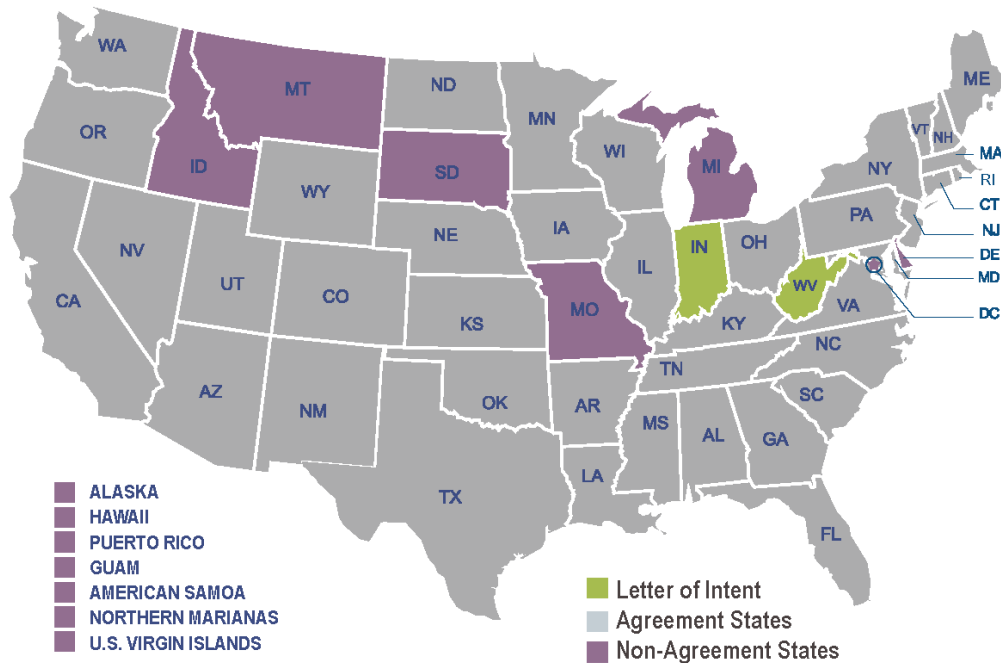 WA
MT
ND
MN
ME
OR
ID
SD
WI
MI
VT
NH
NY
MA
RI
CT
WY
IA
PA
NJ
NV
NE
IL
IN
OH
DE
CA
UT
CO
KS
MO
KY
WV
VA
MD
DC
AZ
NM
OK
AR
TN
NC
SC
MS
AL
GA
TX
LA
FL
ALASKA
HAWAII
PUERTO RICO
GUAM
AMERICAN SAMOA
NORTHERN MARIANAS
U.S. VIRGIN ISLANDS
Letter of Intent
Agreement States
Non-Agreement States